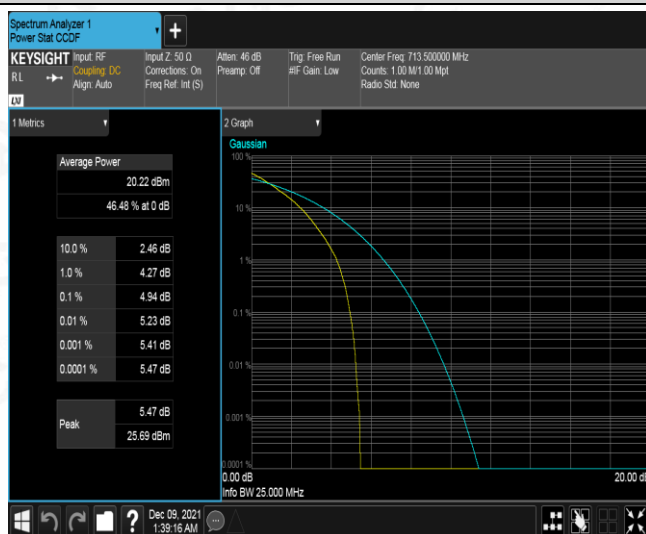 Spectrum Analyzer 1
Power Stat CCDF
+
KEYSIGHT
RL
LXI
Input: RF
Coupling: DC
Align: Auto
Input Z: 50 Ω
Corrections: On
Freq Ref: Int (S)
Atten: 46 dB
Preamp: Off
Trig: Free Run
#IF Gain: Low
Center Freq: 713.500000 MHz
Counts: 1.00 M/1.00 Mpt
Radio Std: None
1 Metrics
Average Power
20.22 dBm
46.48 % at 0 dB
10.0 % 2.46 dB
1.0 % 4.27 dB
0.1 % 4.94 dB
0.01 % 5.23 dB
0.001 % 5.41 dB
0.0001 % 5.47 dB
Peak
5.47 dB
25.69 dBm
2 Graph
Gaussian
100 %
10 %
1 %
0.1 %
0.01 %
0.001 %
0.0001 %
0.00 dB
20.00 dB
Info BW 25.000 MHz
?
Dec 09, 2021
1:39:16 AM